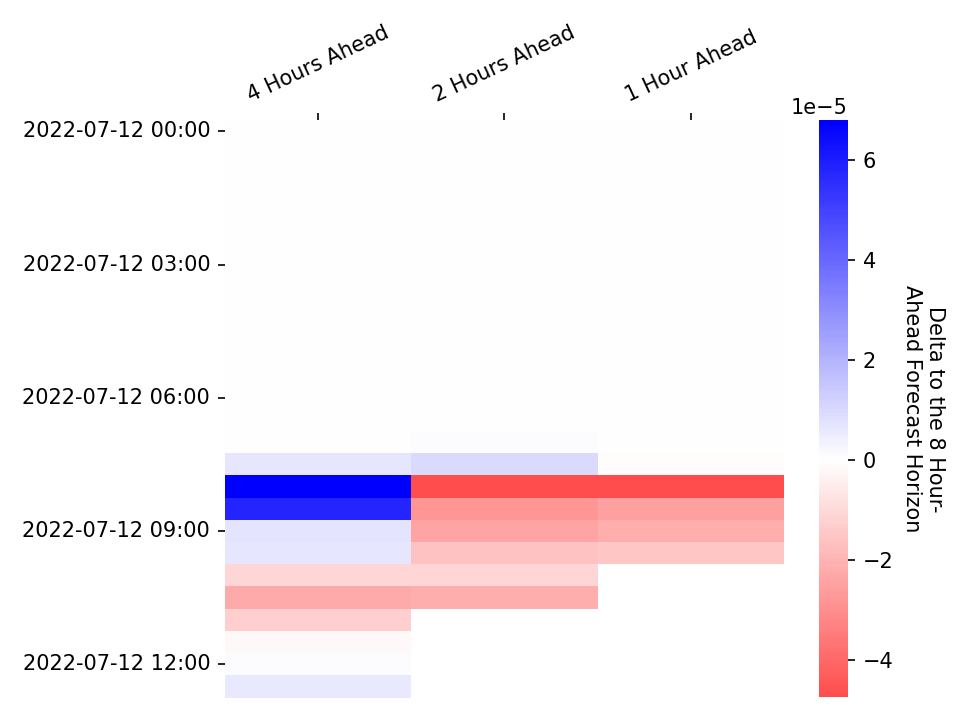 4 Hours Ahead
2 Hours Ahead
1 Hour Ahead
1e−5
2022-07-12 00:00
2022-07-12 03:00
2022-07-12 06:00
2022-07-12 09:00
2022-07-12 12:00
6
4
2
0
−2
−4
Delta to the 8 Hour-
Ahead Forecast Horizon